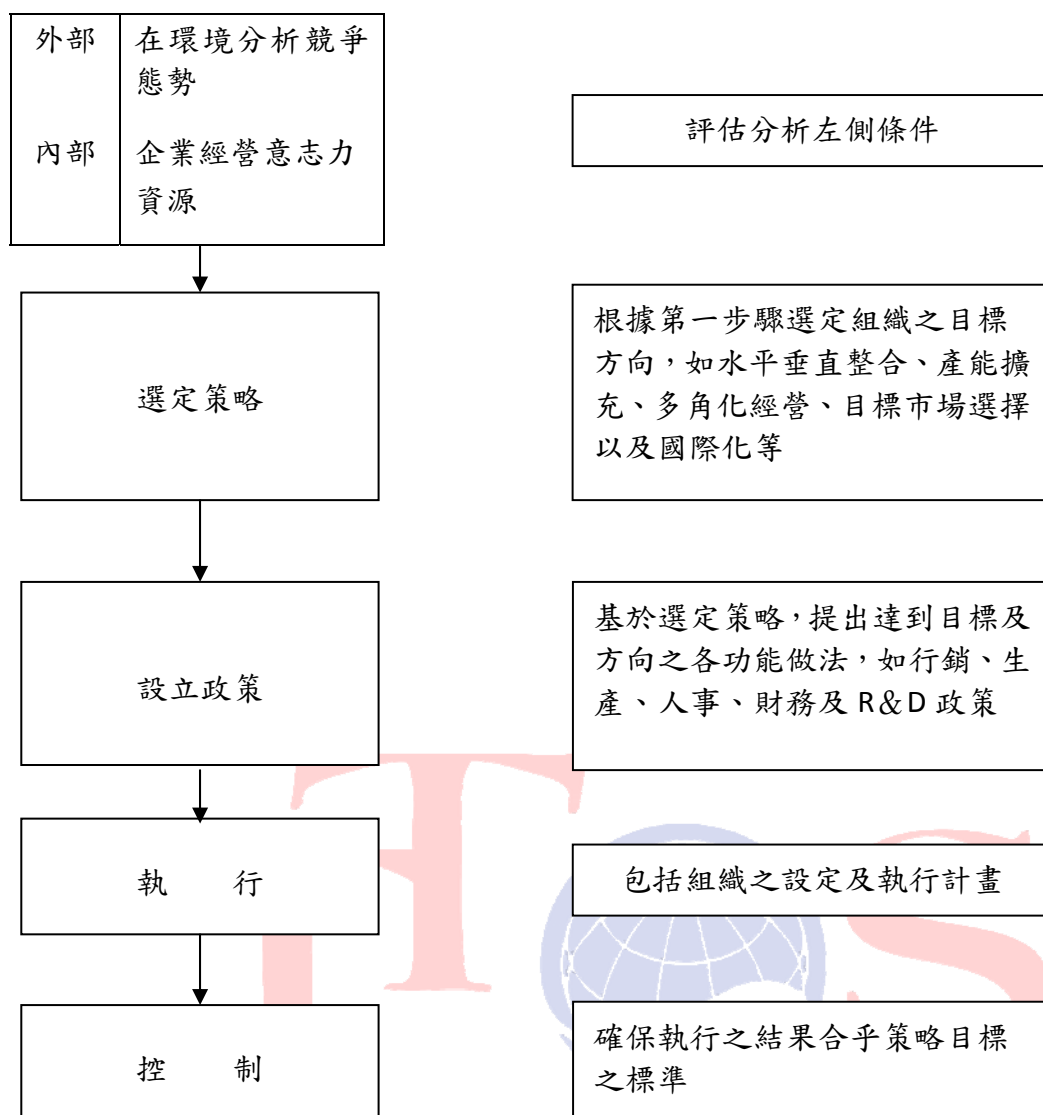 外部 在環境分析競爭
態勢
內部 企業經營意志力
資源
評估分析左側條件
選定策略
根據第一步驟選定組織之目標
方向，如水平垂直整合、產能擴
充、多角化經營、目標市場選擇
以及國際化等
設立政策
基於選定策略，提出達到目標及
方向之各功能做法，如行銷、生
產、人事、財務及 R＆D 政策
執 行
包括組織之設定及執行計畫
控 制
確保執行之結果合乎策略目標
之標準